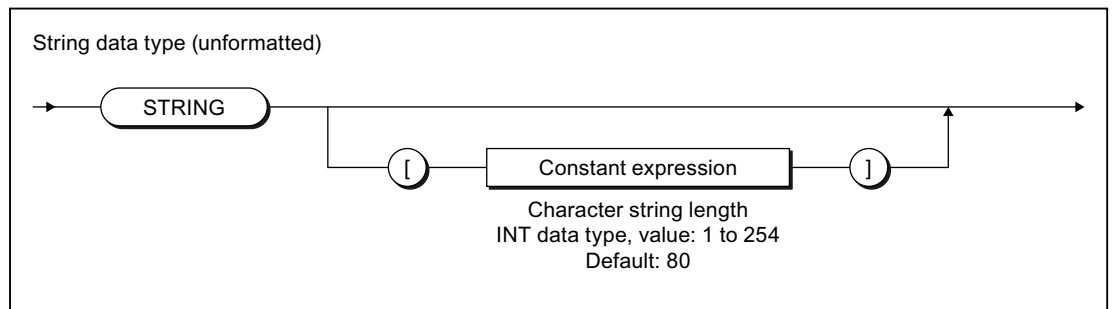 String data type (unformatted)
STRING
[ Constant expression ]
Character string length
INT data type, value: 1 to 254
Default: 80